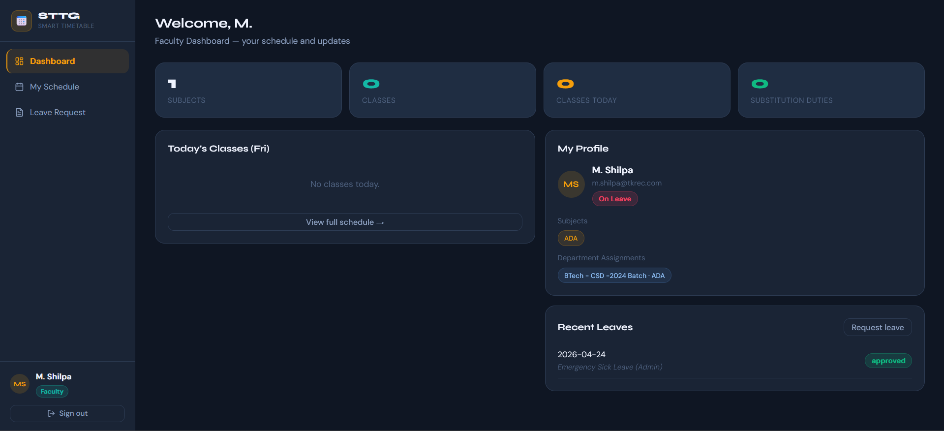 STTG
SMART TIMETABLE
Dashboard
My Schedule
Leave Request
M. Shilpa
MS
Faculty
Sign out
Welcome, M.
Faculty Dashboard — your schedule and updates
1
SUBJECTS
0
CLASSES
0
CLASSES TODAY
0
SUBSTITUTION DUTIES
Today's Classes (Fri)
No classes today.
View full schedule →
My Profile
MS
M. Shilpa
m.shilpa@tkrec.com
On Leave
Subjects
ADA
Department Assignments
BTech - CSD -2024 Batch · ADA
Recent Leaves
Request leave
2026-04-24
Emergency Sick Leave (Admin)
approved